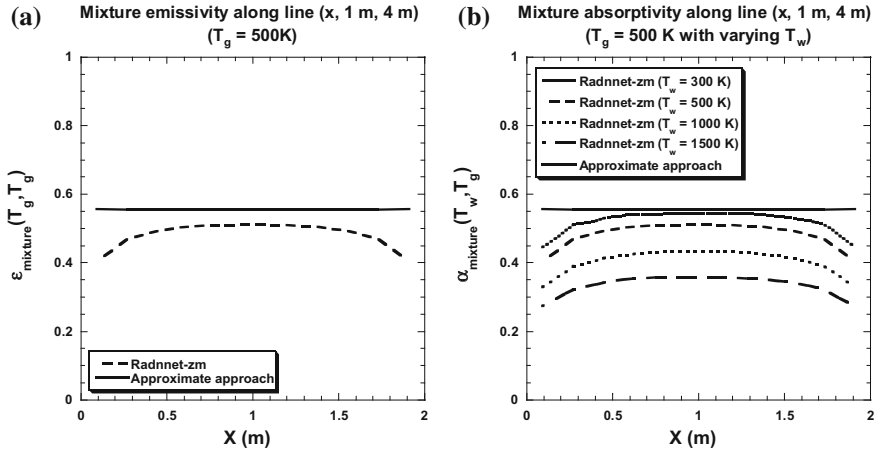 (a) Mixture emissivity along line (x, 1 m, 4 m)
(T_g = 500K)
1
0.8
0.6
0.4
0.2
0
ε_mixture(T_g,T_g)
Radnnet-zm
Approximate approach
0 0.5 1 1.5 2
X (m)
(b) Mixture absorptivity along line (x, 1 m, 4 m)
(T_g = 500 K with varying T_w)
1
0.8
0.6
0.4
0.2
0
α_mixture(T_w,T_g)
Radnnet-zm (T_w = 300 K)
Radnnet-zm (T_w = 500 K)
Radnnet-zm (T_w = 1000 K)
Radnnet-zm (T_w = 1500 K)
Approximate approach
0 0.5 1 1.5 2
X (m)